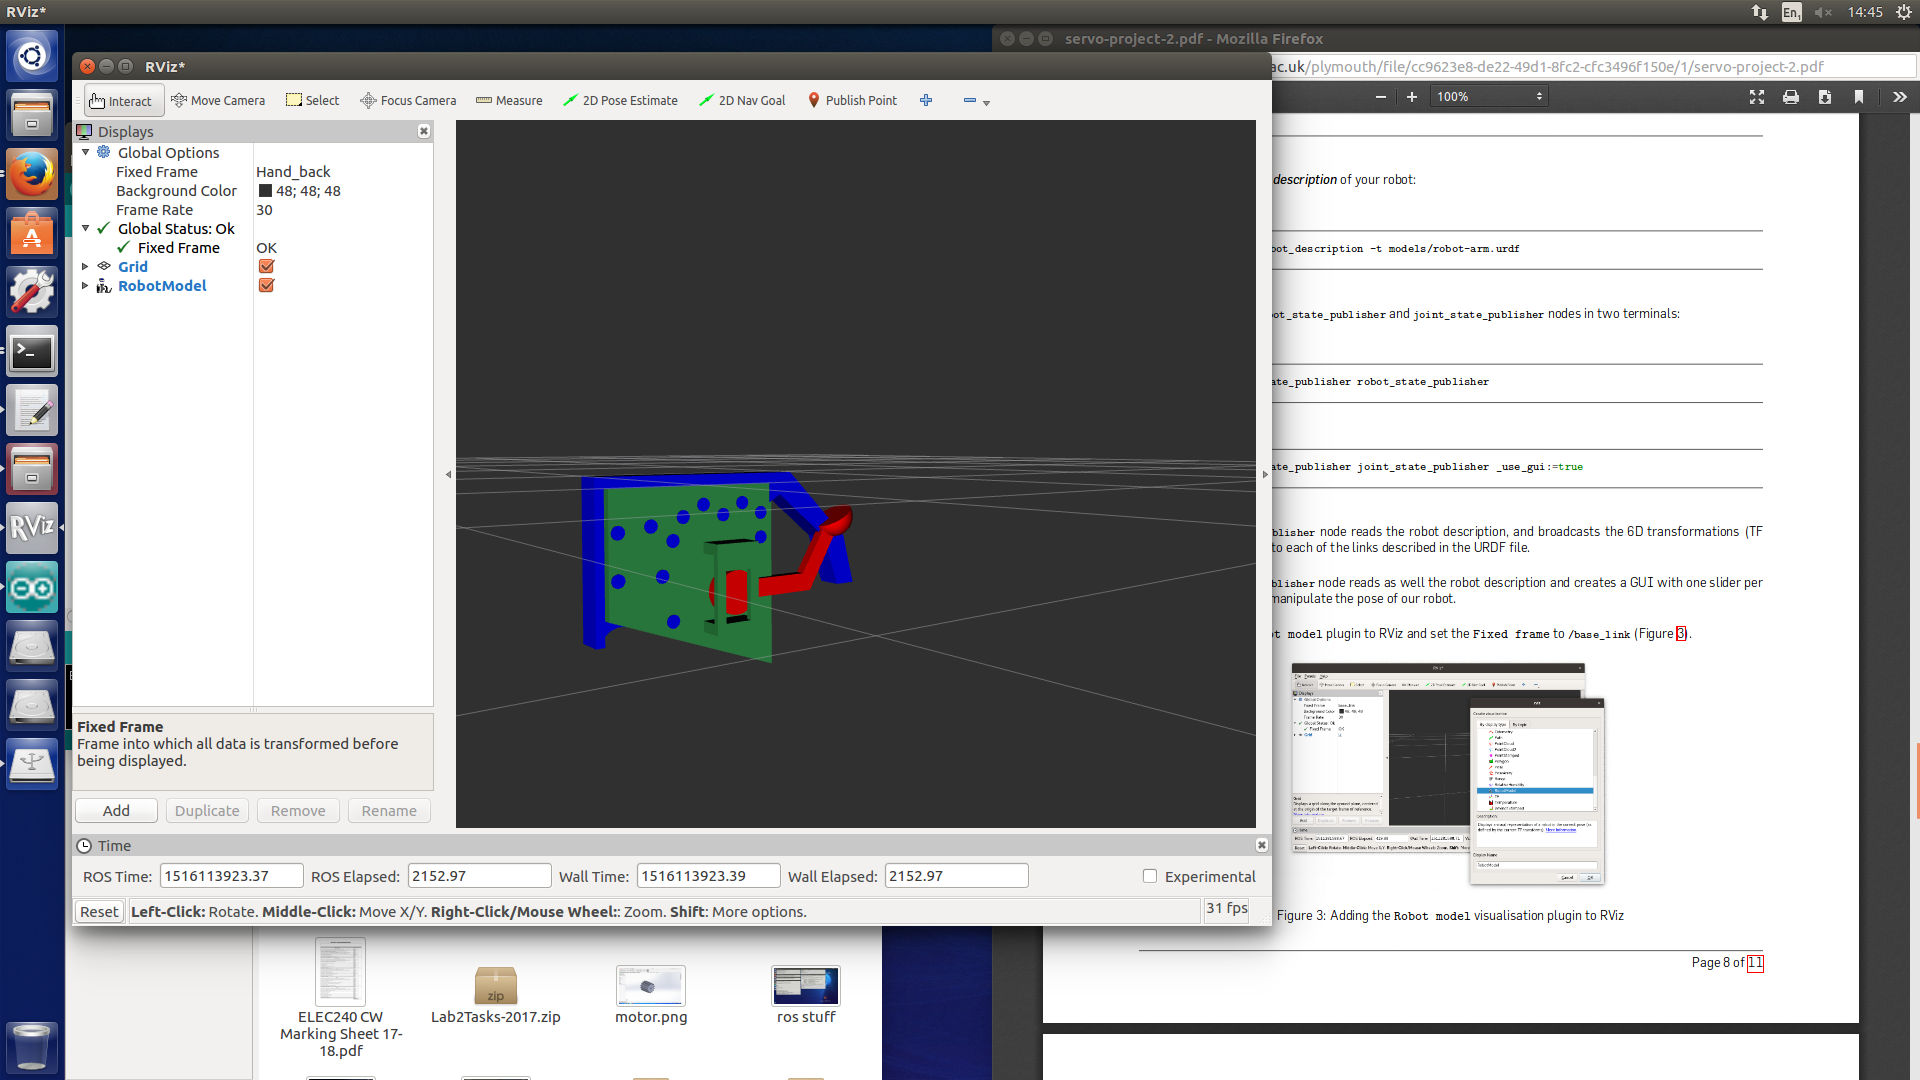 RViz*
En
14:45
servo-project-2.pdf - Mozilla Firefox
ac.uk/plymouth/file/cc9623e8-de22-49d1-8fc2-cfc3496f150e/1/servo-project-2.pdf
100%
RViz*
Interact
Move Camera
Select
Focus Camera
Measure
2D Pose Estimate
2D Nav Goal
Publish Point
Displays
Global Options
Fixed Frame Hand_back
Background Color 48; 48; 48
Frame Rate 30
Global Status: Ok
Fixed Frame OK
Grid
RobotModel
Fixed Frame
Frame into which all data is transformed before
being displayed.
Add
Duplicate
Remove
Rename
Time
ROS Time: 1516113923.37 ROS Elapsed: 2152.97 Wall Time: 1516113923.39 Wall Elapsed: 2152.97 Experimental
Reset Left-Click: Rotate. Middle-Click: Move X/Y. Right-Click/Mouse Wheel:: Zoom. Shift: More options. 31 fps
description of your robot:
bot_description -t models/robot-arm.urdf
bot_state_publisher and joint_state_publisher nodes in two terminals:
ate_publisher robot_state_publisher
ate_publisher joint_state_publisher _use_gui:=true
blisher node reads the robot description, and broadcasts the 6D transformations (TF
to each of the links described in the URDF file.
blisher node reads as well the robot description and creates a GUI with one slider per
manipulate the pose of our robot.
t model plugin to RViz and set the Fixed frame to /base_link (Figure 3).
Figure 3: Adding the Robot model visualisation plugin to RViz
Page 8 of 11
ELEC240 CW
Marking Sheet 17-
18.pdf
zip
Lab2Tasks-2017.zip
motor.png
ros stuff
RViz